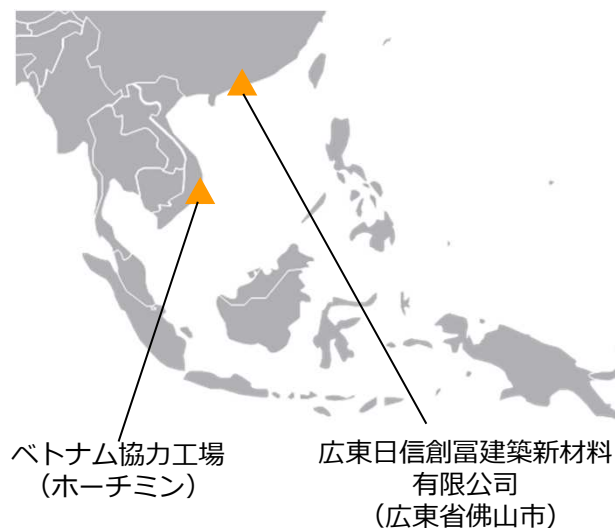 ベトナム協力工場
（ホーチミン）
広東日信創冨建築新材料
有限公司
（広東省佛山市）